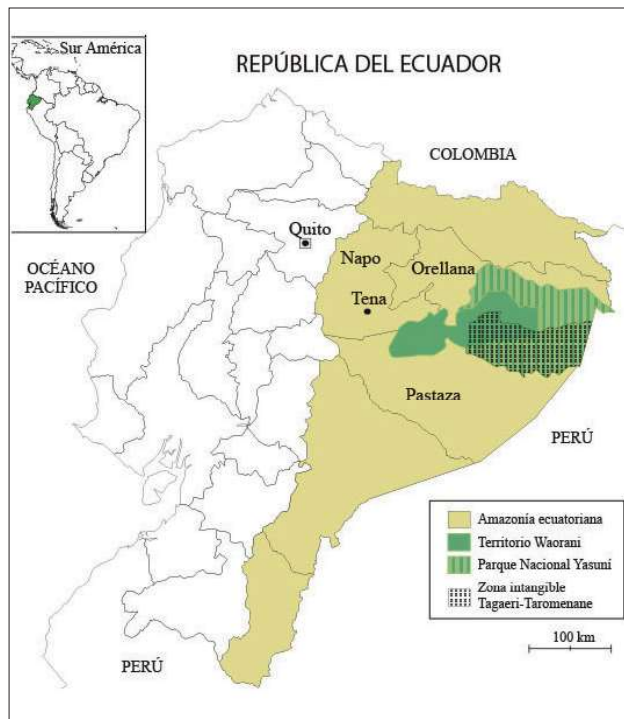 Sur América
REPÚBLICA DEL ECUADOR
COLOMBIA
Quito
OCÉANO
PACÍFICO
Napo
Orellana
Tena
Pastaza
PERÚ
Amazonía ecuatoriana
Territorio Waorani
Parque Nacional Yasuní
Zona intangible
Tagaeri-Taromenane
100 km
PERÚ